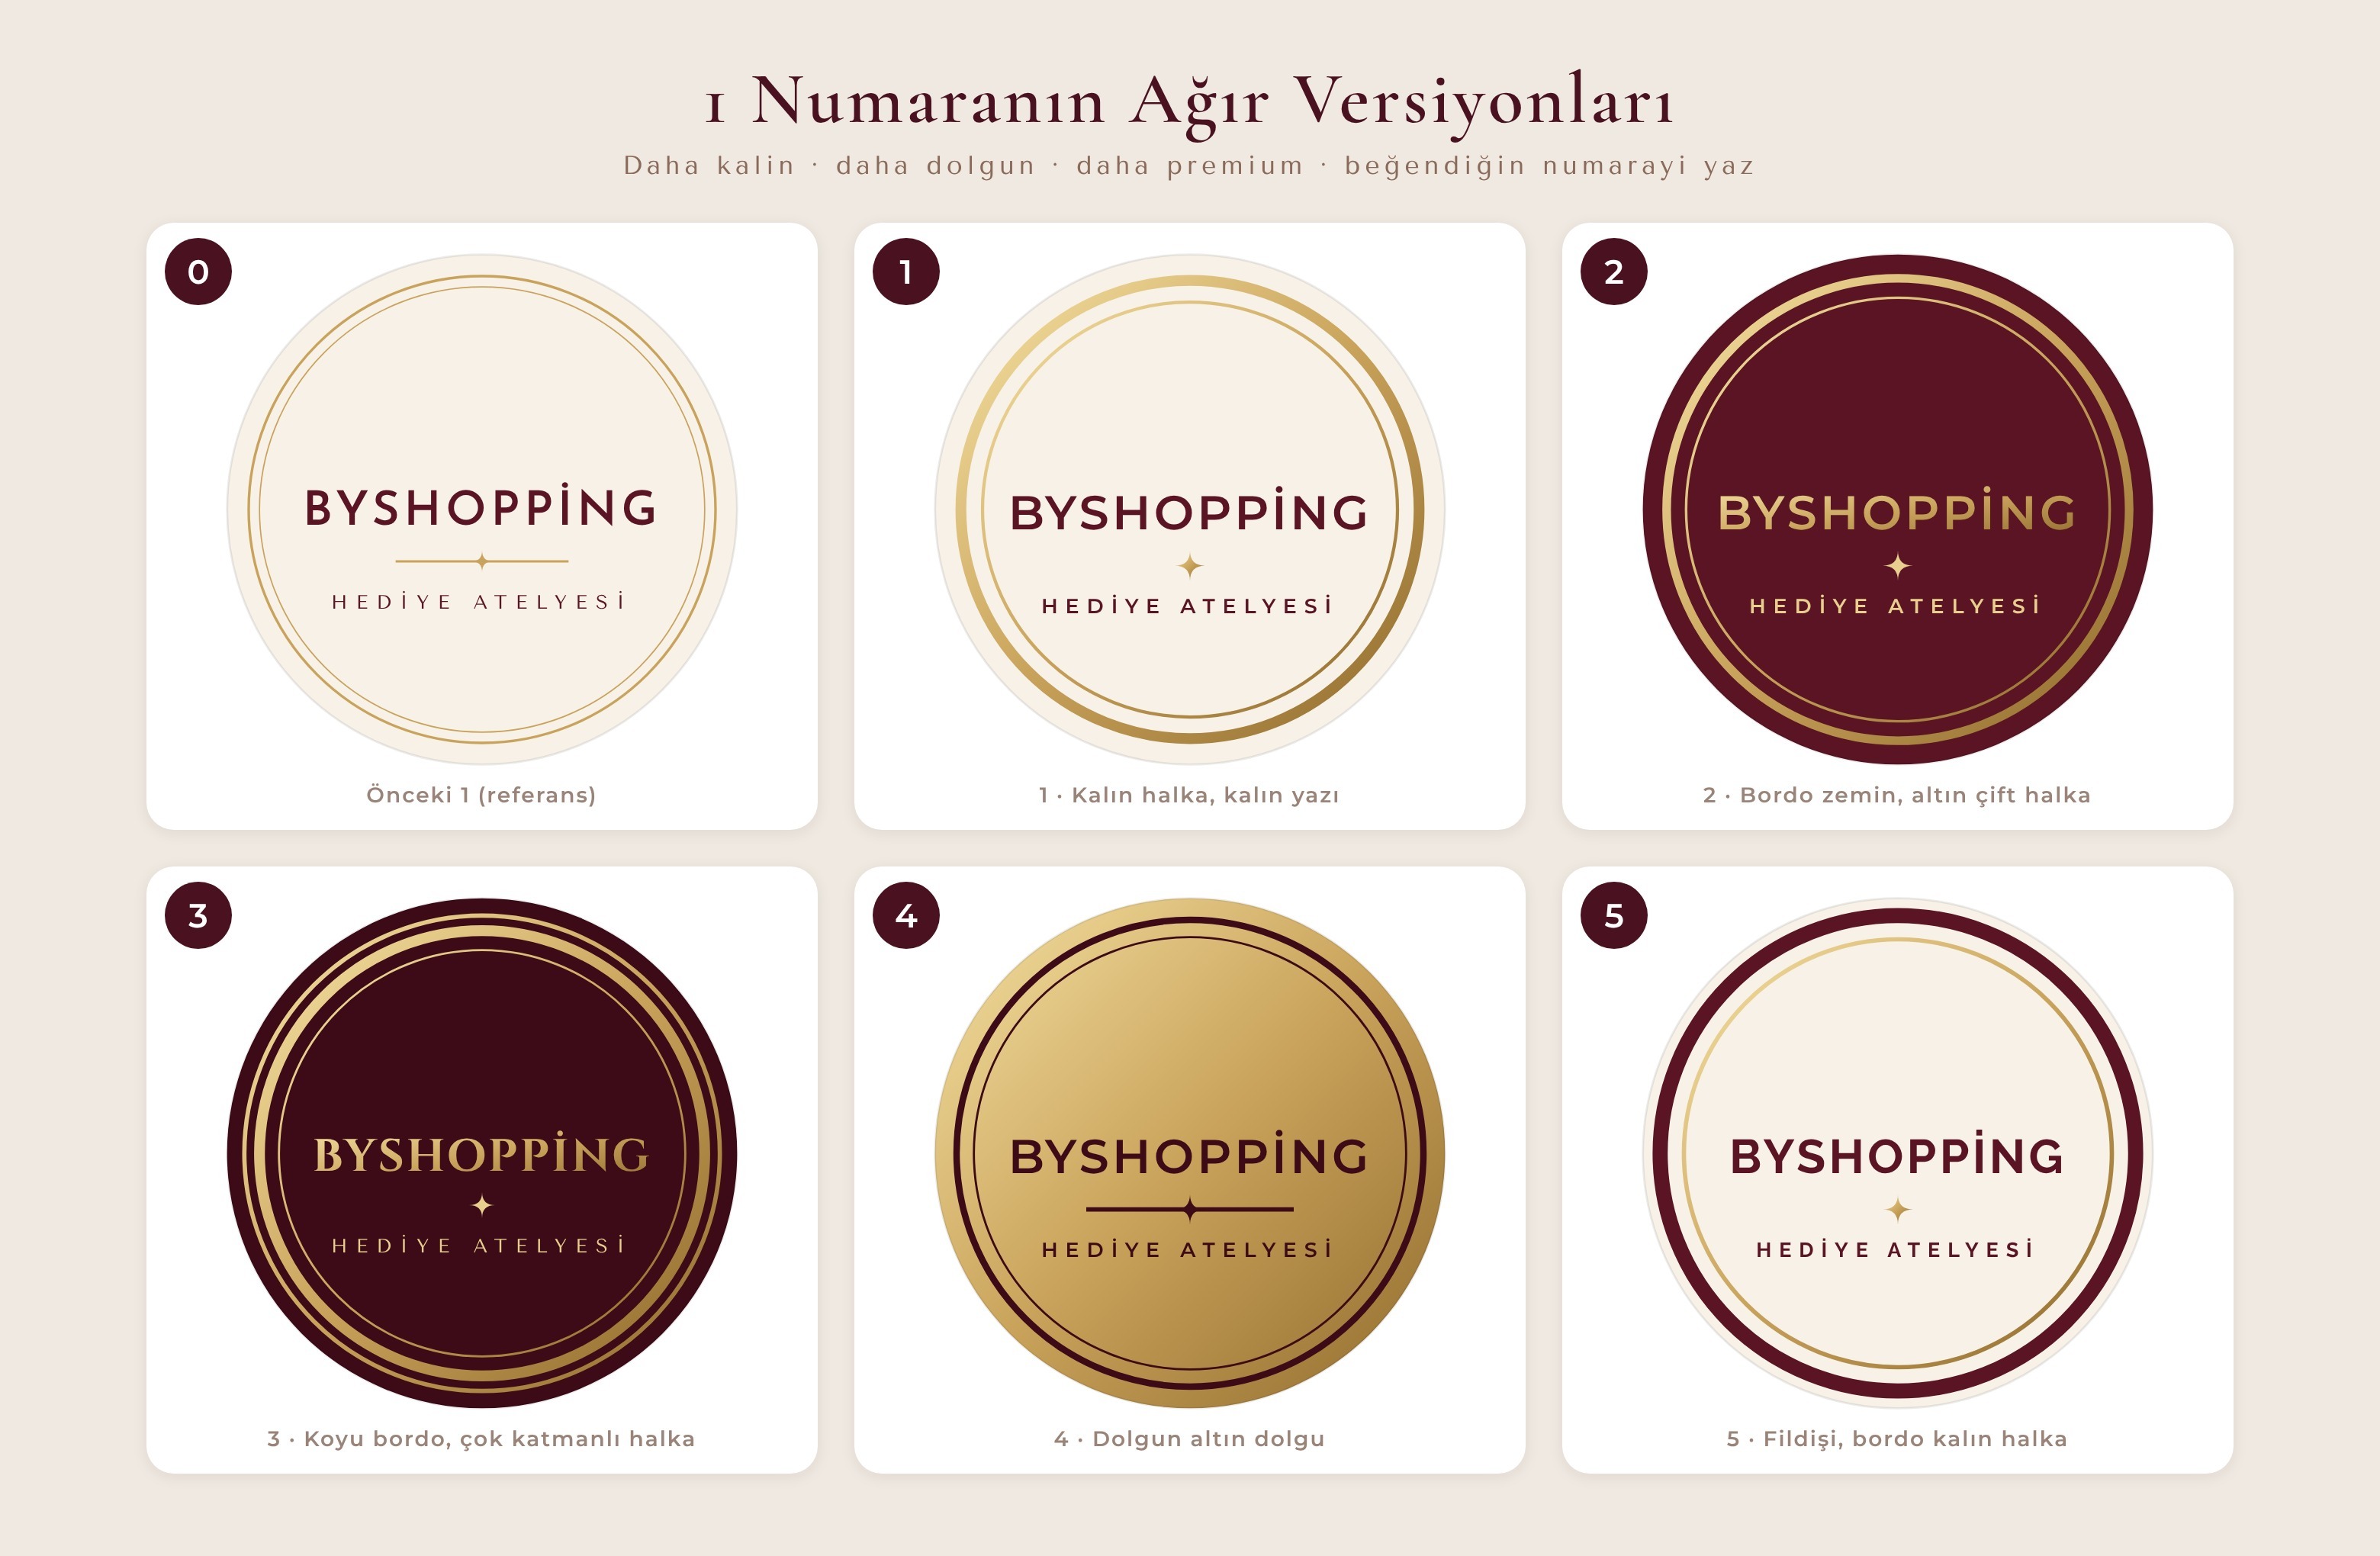 1 Numaranın Ağır Versiyonları
Daha kalin · daha dolgun · daha premium · beğendiğin numarayi yaz
0
BYSHOPPİNG
HEDİYE ATELYESİ
Önceki 1 (referans)
1
BYSHOPPİNG
HEDİYE ATELYESİ
1 · Kalın halka, kalın yazı
2
BYSHOPPİNG
HEDİYE ATELYESİ
2 · Bordo zemin, altın çift halka
3
BYSHOPPİNG
HEDİYE ATELYESİ
3 · Koyu bordo, çok katmanlı halka
4
BYSHOPPİNG
HEDİYE ATELYESİ
4 · Dolgun altın dolgu
5
BYSHOPPİNG
HEDİYE ATELYESİ
5 · Fildişi, bordo kalın halka